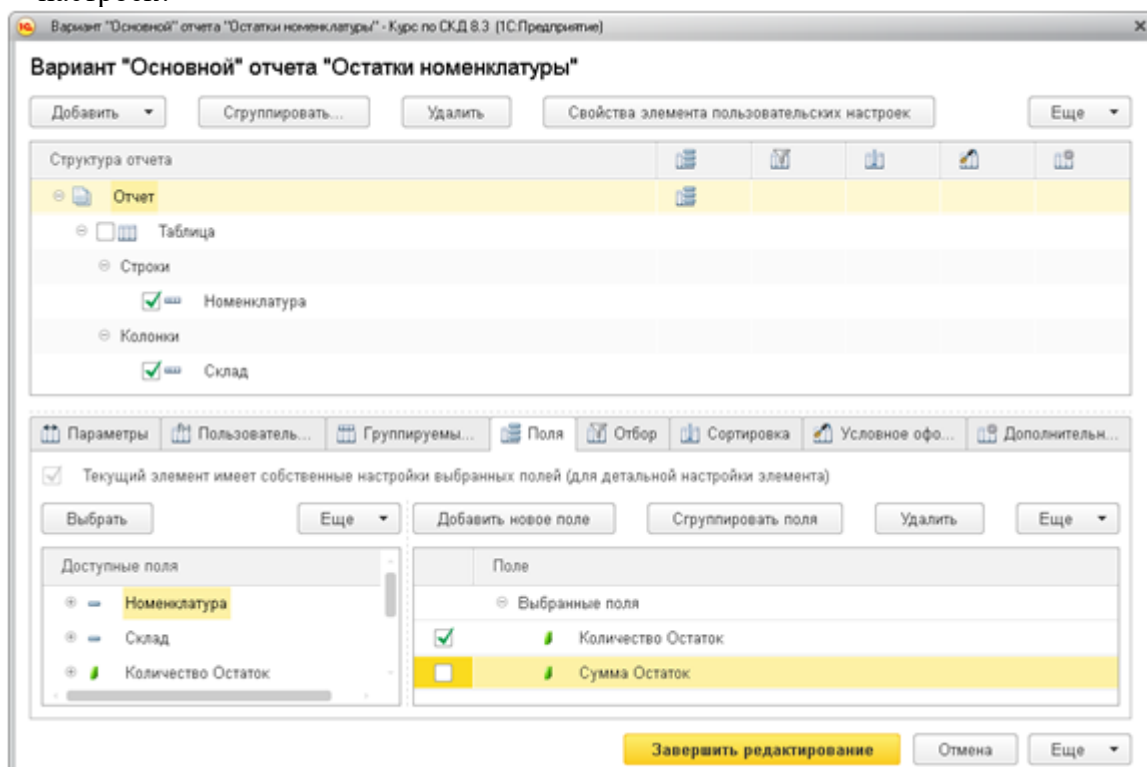 Вариант "Основной" отчета "Остатки номенклатуры" - Курс по СКД 8.3 (1С:Предприятие)
Вариант "Основной" отчета "Остатки номенклатуры"
Добавить Сгруппировать... Удалить Свойства элемента пользовательских настроек Еще
Структура отчета
Отчет
Таблица
Строки
Номенклатура
Колонки
Склад
Параметры Пользователь... Группируемы... Поля Отбор Сортировка Условное офо... Дополнительн...
Текущий элемент имеет собственные настройки выбранных полей (для детальной настройки элемента)
Выбрать Еще Добавить новое поле Сгруппировать поля Удалить Еще
Доступные поля Поле
Номенклатура Выбранные поля
Склад Количество Остаток
Количество Остаток Сумма Остаток
Завершить редактирование Отмена Еще